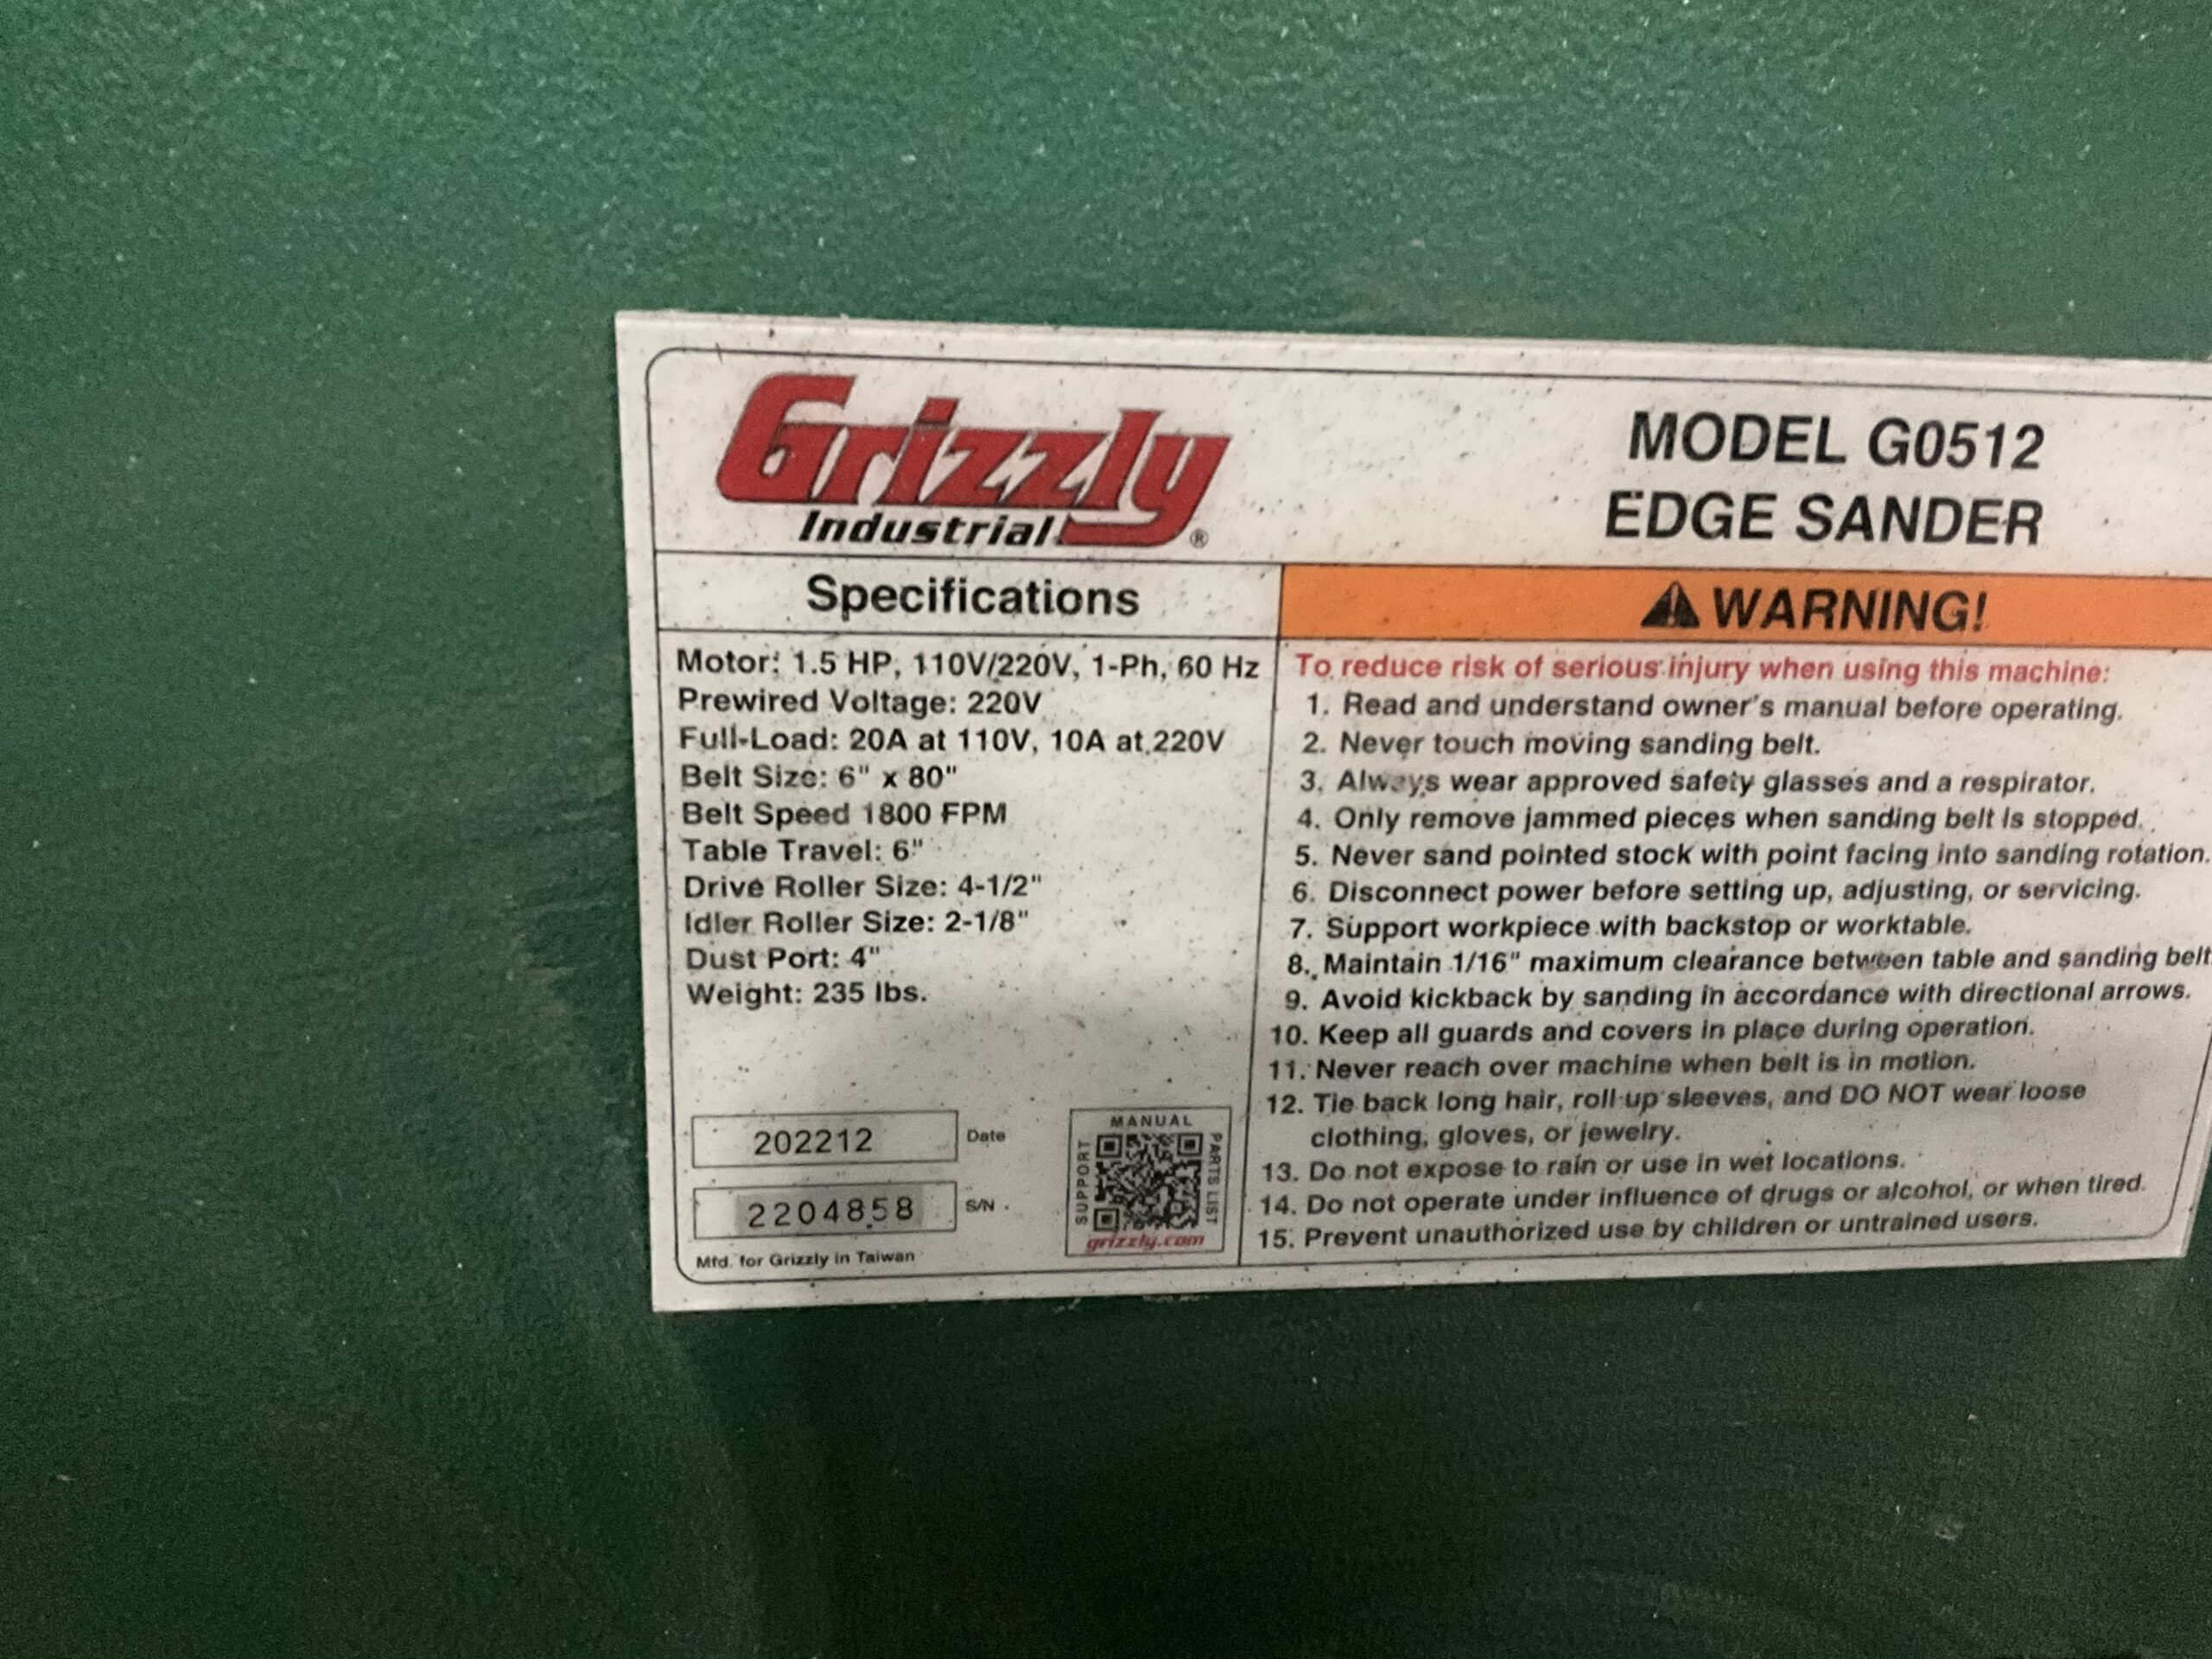 Grizzly
Industrial ®
MODEL G0512
EDGE SANDER
Specifications
Motor: 1.5 HP, 110V/220V, 1-Ph, 60 Hz
Prewired Voltage: 220V
Full-Load: 20A at 110V, 10A at 220V
Belt Size: 6" x 80"
Belt Speed 1800 FPM
Table Travel: 6"
Drive Roller Size: 4-1/2"
Idler Roller Size: 2-1/8"
Dust Port: 4"
Weight: 235 lbs.
202212 Date
2204858 S/N
Mfd. for Grizzly in Taiwan
MANUAL
SUPPORT
PARTS LIST
grizzly.com
WARNING!
To reduce risk of serious injury when using this machine:
1. Read and understand owner's manual before operating.
2. Never touch moving sanding belt.
3. Always wear approved safety glasses and a respirator.
4. Only remove jammed pieces when sanding belt is stopped.
5. Never sand pointed stock with point facing into sanding rotation.
6. Disconnect power before setting up, adjusting, or servicing.
7. Support workpiece with backstop or worktable.
8. Maintain 1/16" maximum clearance between table and sanding belt
9. Avoid kickback by sanding in accordance with directional arrows.
10. Keep all guards and covers in place during operation.
11. Never reach over machine when belt is in motion.
12. Tie back long hair, roll up sleeves, and DO NOT wear loose
clothing, gloves, or jewelry.
13. Do not expose to rain or use in wet locations.
14. Do not operate under influence of drugs or alcohol, or when tired.
15. Prevent unauthorized use by children or untrained users.